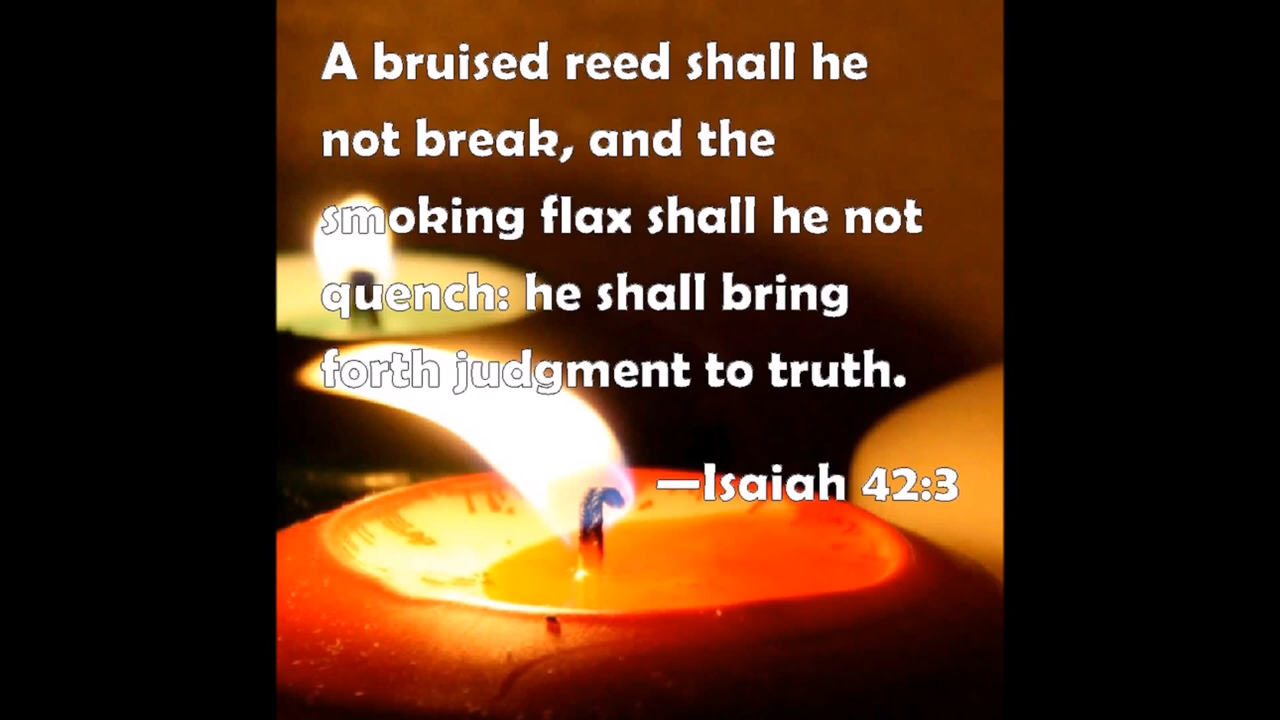 A bruised reed shall he
not break, and the
smoking flax shall he not
quench: he shall bring
forth judgment to truth.
—Isaiah 42:3